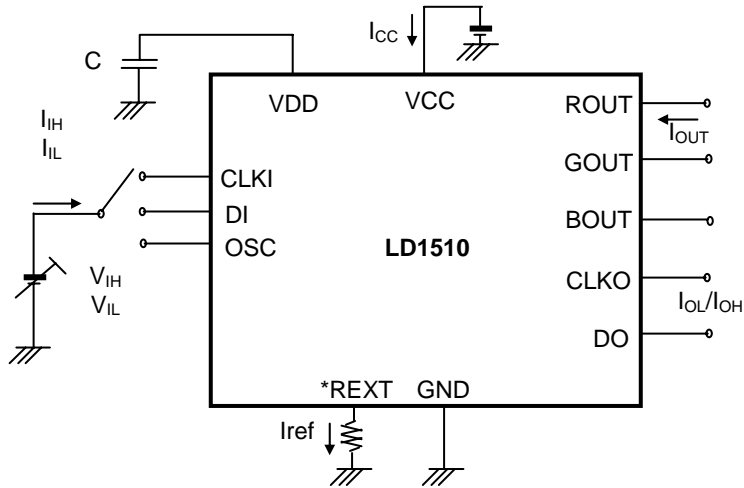 I_CC
C
VDD
VCC
ROUT
I_OUT
I_IH
I_IL
GOUT
CLKI
DI
BOUT
OSC
LD1510
V_IH
V_IL
CLKO
I_OL/I_OH
DO
*REXT
GND
Iref